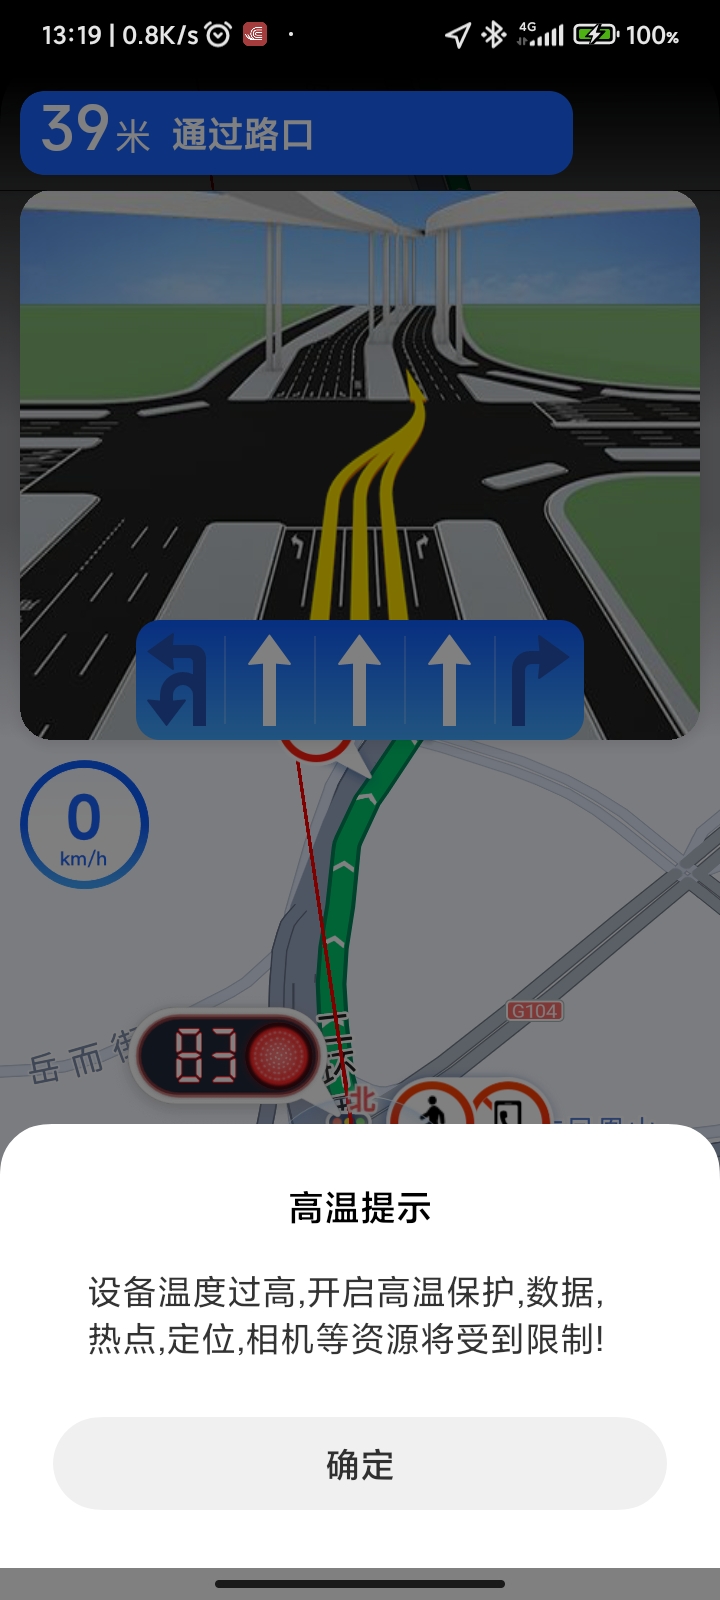 13:19 | 0.8K/s
4G
100%
39米 通过路口
0
km/h
G104
岳而街
83
北
高温提示
设备温度过高,开启高温保护,数据,
热点,定位,相机等资源将受到限制!
确定